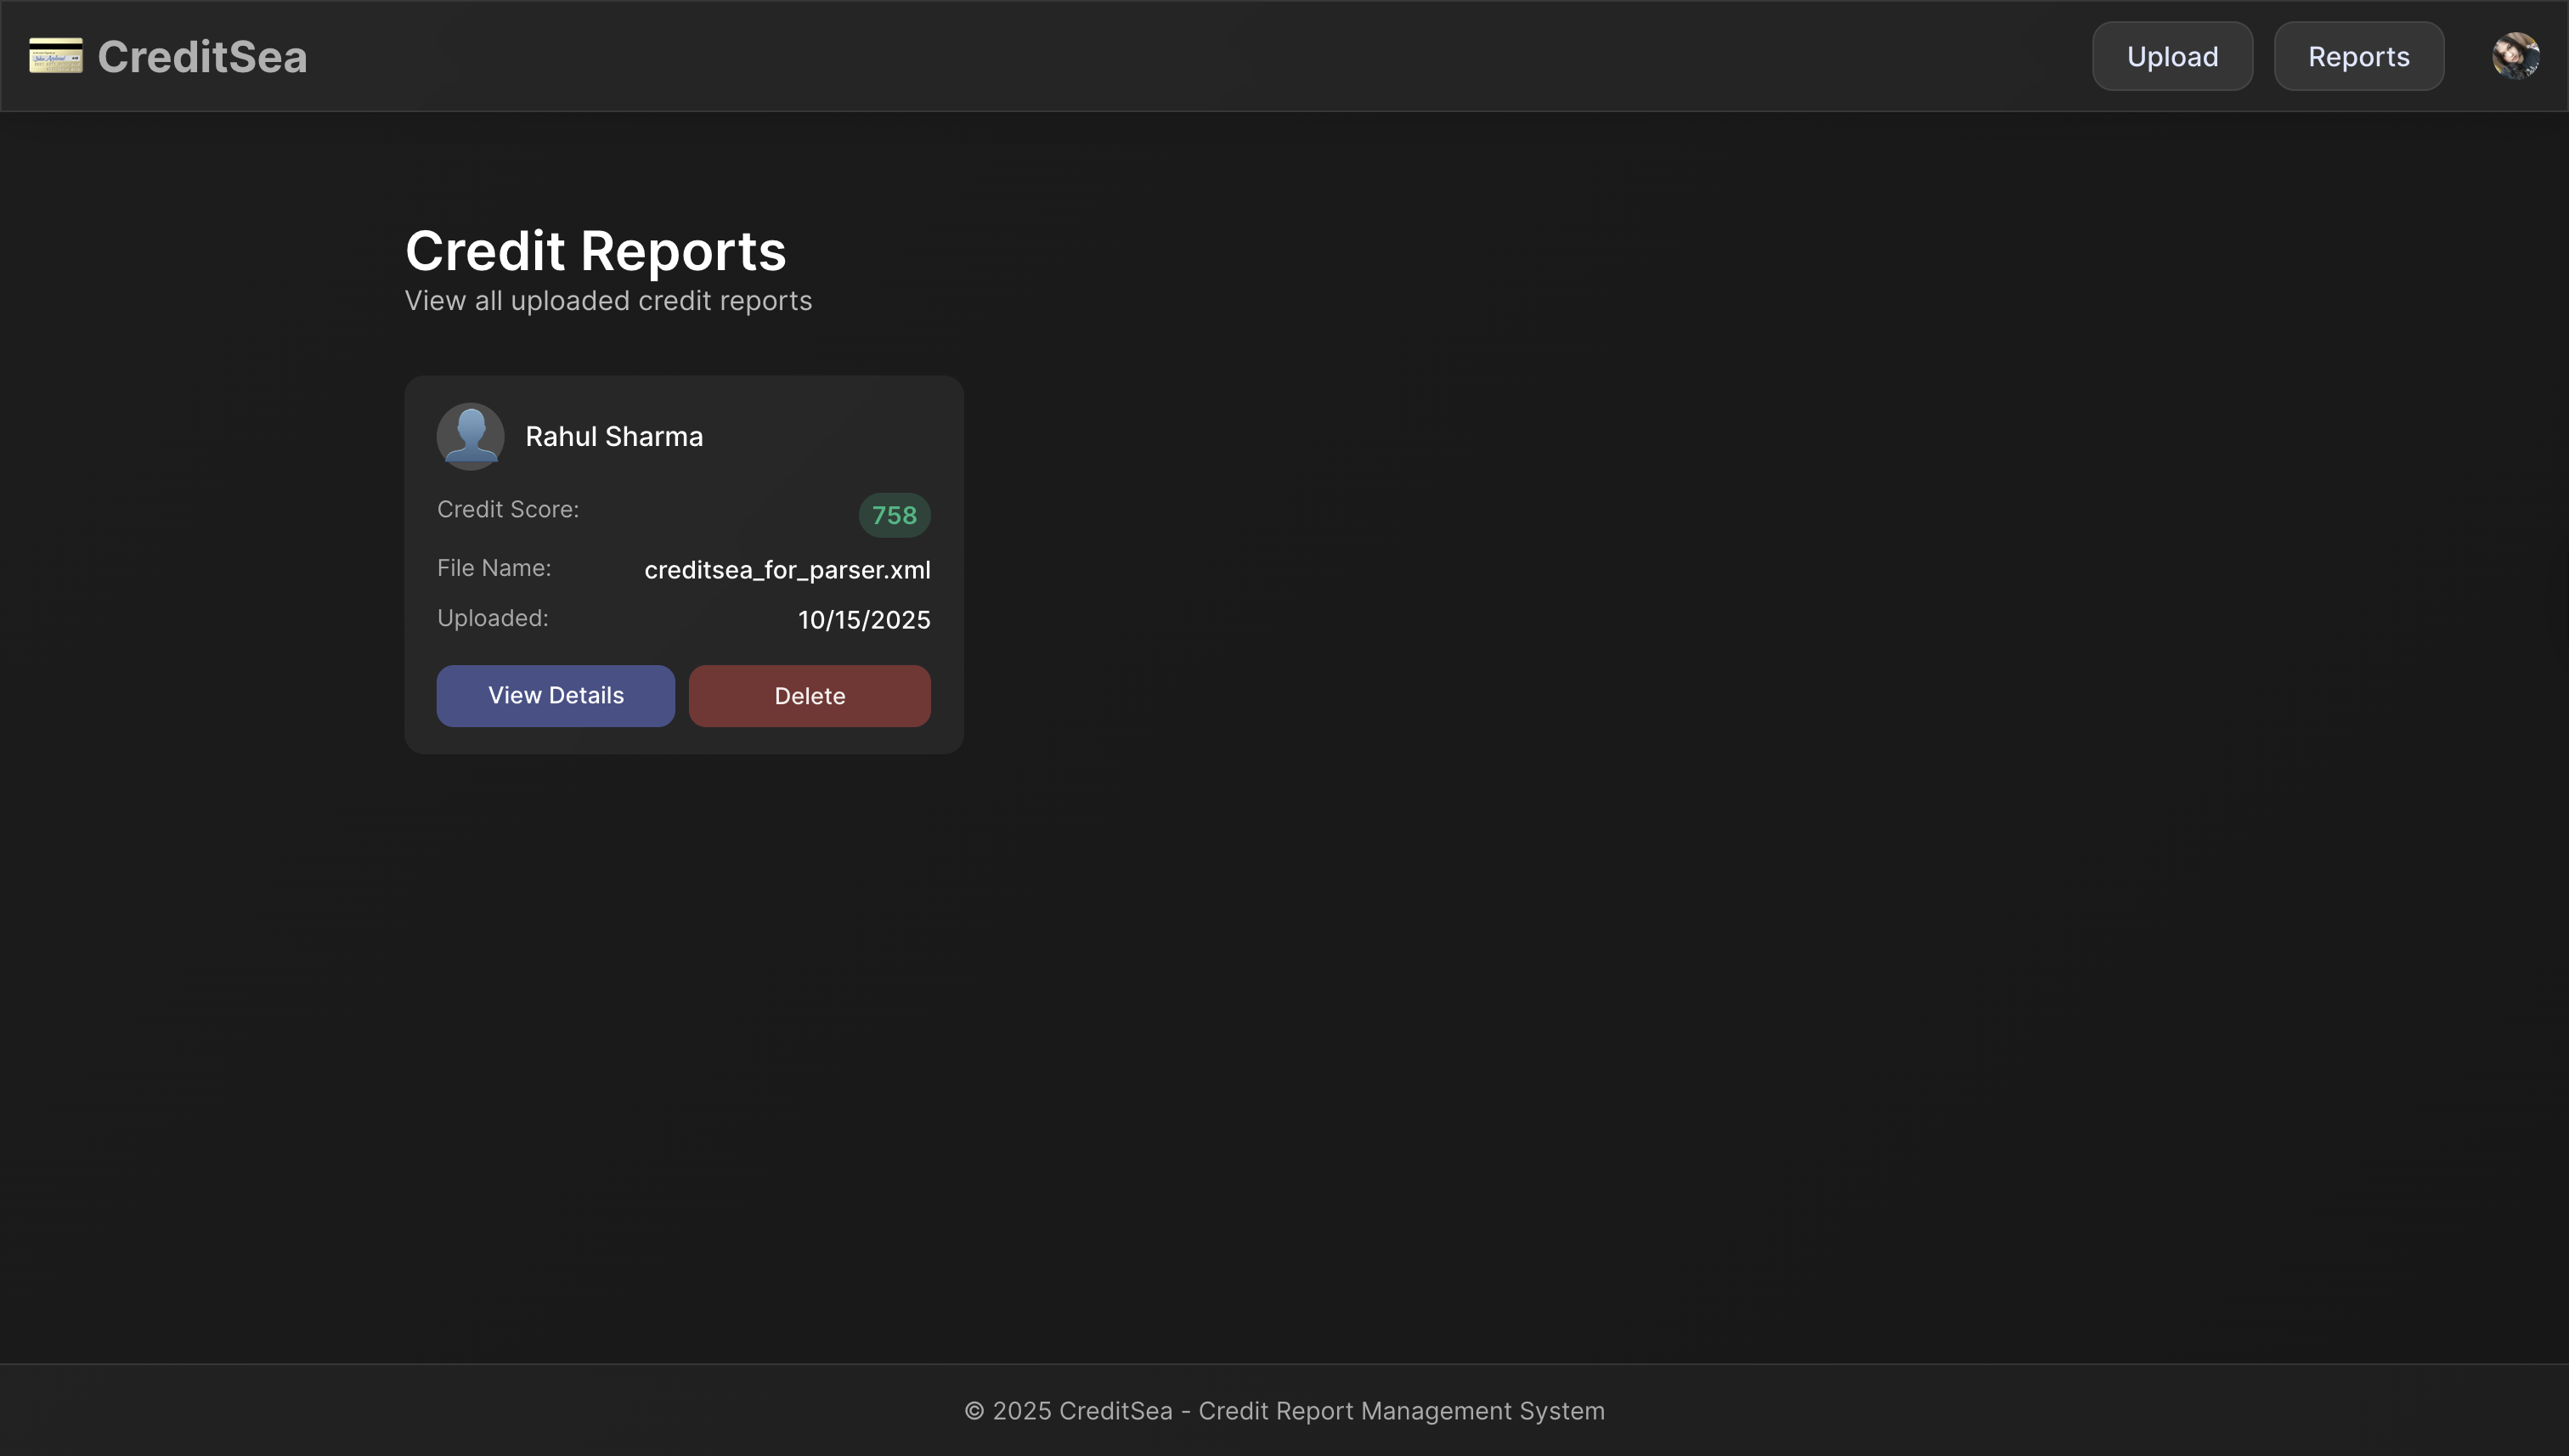 CreditSea
Upload
Reports
Credit Reports
View all uploaded credit reports
Rahul Sharma
Credit Score: 758
File Name: creditsea_for_parser.xml
Uploaded: 10/15/2025
View Details
Delete
© 2025 CreditSea - Credit Report Management System